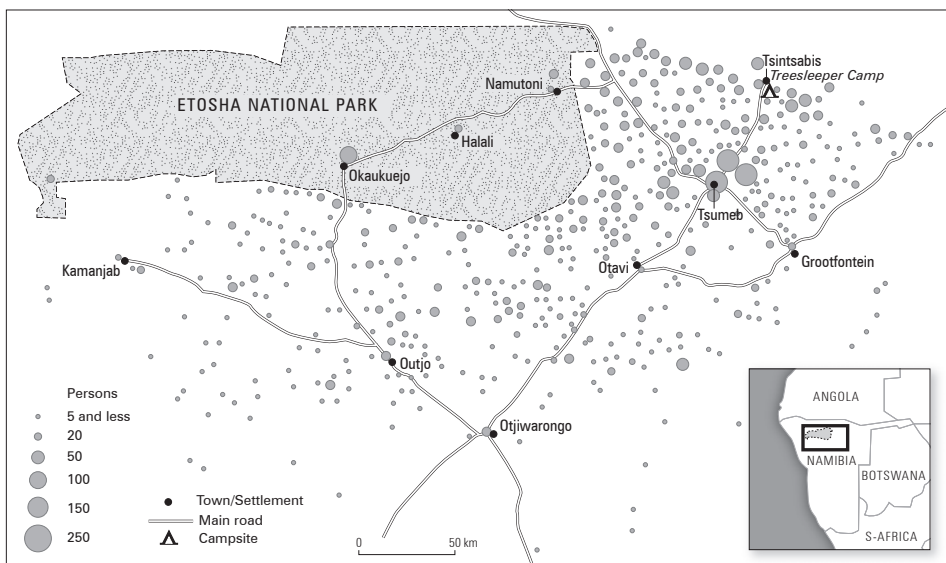 Tsintsabis
Treesleeper Camp
Namutoni
ETOSHA NATIONAL PARK
Halali
Okaukuejo
Tsumeb
Kamanjab
Otavi
Grootfontein
Outjo
Otjiwarongo
Persons
5 and less
20
50
100
150
250
Town/Settlement
Main road
Campsite
0 50 km
ANGOLA
NAMIBIA
BOTSWANA
S-AFRICA